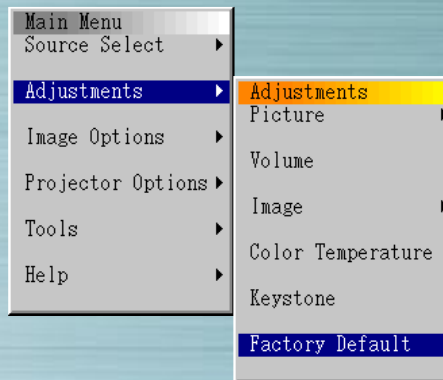 Main Menu
Source Select
Adjustments
Image Options
Projector Options
Tools
Help
Adjustments
Picture
Volume
Image
Color Temperature
Keystone
Factory Default